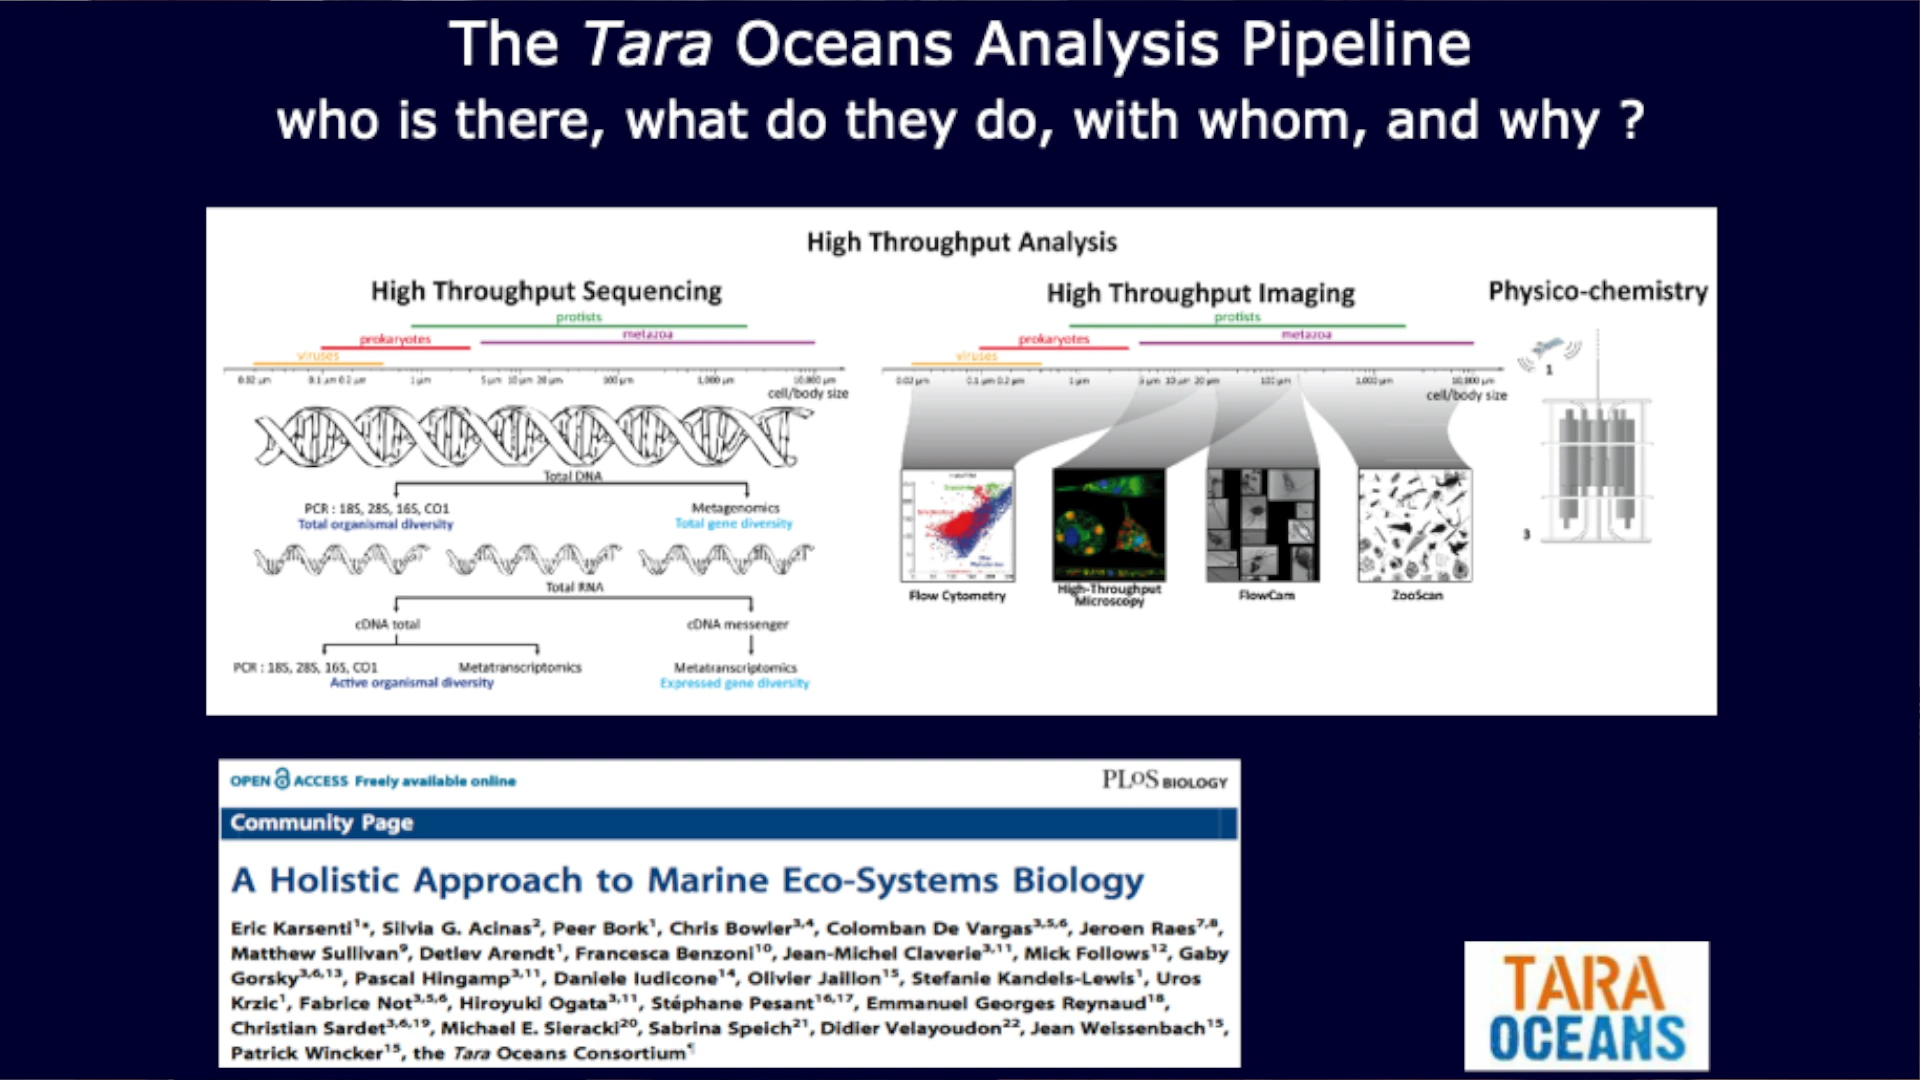 The Tara Oceans Analysis Pipeline
who is there, what do they do, with whom, and why ?
High Throughput Analysis
High Throughput Sequencing
protists
metazoa
prokaryotes
viruses
0.02 µm 0.1 µm 0.2 µm 1 µm 5 µm 10 µm 20 µm 100 µm 1,000 µm 10,000 µm
cell/body size
Total DNA
PCR : 18S, 28S, 16S, CO1
Total organismal diversity
Metagenomics
Total gene diversity
Total RNA
cDNA total
cDNA messenger
PCR : 18S, 28S, 16S, CO1
Metatranscriptomics
Active organismal diversity
Metatranscriptomics
Expressed gene diversity
High Throughput Imaging
protists
metazoa
prokaryotes
viruses
0.02 µm 0.1 µm 0.2 µm 1 µm 5 µm 10 µm 20 µm 100 µm 1,000 µm 10,000 µm
cell/body size
Flow Cytometry
High-Throughput
Microscopy
FlowCam
ZooScan
Physico-chemistry
1
3
OPEN ACCESS Freely available online
PLoS BIOLOGY
Community Page
A Holistic Approach to Marine Eco-Systems Biology
Eric Karsenti1*, Silvia G. Acinas2, Peer Bork1, Chris Bowler3,4, Colomban De Vargas3,5,6, Jeroen Raes7,8,
Matthew Sullivan9, Detlev Arendt1, Francesca Benzoni10, Jean-Michel Claverie3,11, Mick Follows12, Gaby
Gorsky3,6,13, Pascal Hingamp3,11, Daniele Iudicone14, Olivier Jaillon15, Stefanie Kandels-Lewis1, Uros
Krzic1, Fabrice Not3,5,6, Hiroyuki Ogata3,11, Stéphane Pesant16,17, Emmanuel Georges Reynaud18,
Christian Sardet3,6,19, Michael E. Sieracki20, Sabrina Speich21, Didier Velayoudon22, Jean Weissenbach15,
Patrick Wincker15, the Tara Oceans Consortium¶
TARA
OCEANS